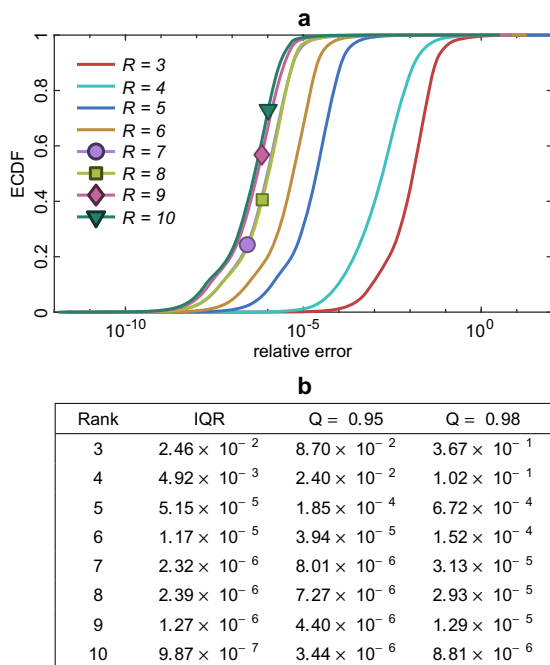 a
1
0.8
0.6
0.4
0.2
0
ECDF
R = 3
R = 4
R = 5
R = 6
R = 7
R = 8
R = 9
R = 10
10⁻¹⁰ 10⁻⁵ 10⁰
relative error
b
Rank IQR Q = 0.95 Q = 0.98
3 2.46 × 10⁻² 8.70 × 10⁻² 3.67 × 10⁻¹
4 4.92 × 10⁻³ 2.40 × 10⁻² 1.02 × 10⁻¹
5 5.15 × 10⁻⁵ 1.85 × 10⁻⁴ 6.72 × 10⁻⁴
6 1.17 × 10⁻⁵ 3.94 × 10⁻⁵ 1.52 × 10⁻⁴
7 2.32 × 10⁻⁶ 8.01 × 10⁻⁶ 3.13 × 10⁻⁵
8 2.39 × 10⁻⁶ 7.27 × 10⁻⁶ 2.93 × 10⁻⁵
9 1.27 × 10⁻⁶ 4.40 × 10⁻⁶ 1.29 × 10⁻⁵
10 9.87 × 10⁻⁷ 3.44 × 10⁻⁶ 8.81 × 10⁻⁶